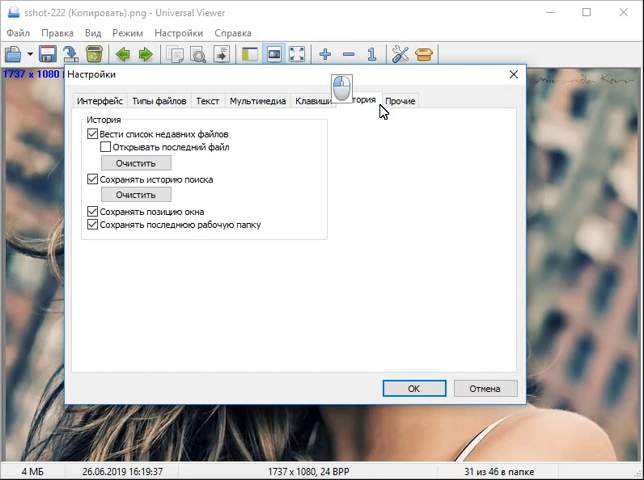 sshot-222 (Копировать).png - Universal Viewer
Файл Правка Вид Режим Настройки Справка
1
1737 x 1080
Настройки
Интерфейс Типы файлов Текст Мультимедиа Клавиши Прочие
История
Вести список недавних файлов
Открывать последний файл
Очистить
Сохранять историю поиска
Очистить
Сохранять позицию окна
Сохранять последнюю рабочую папку
OK Отмена
4 МБ 26.06.2019 16:19:37 1737 x 1080, 24 BPP 31 из 46 в папке